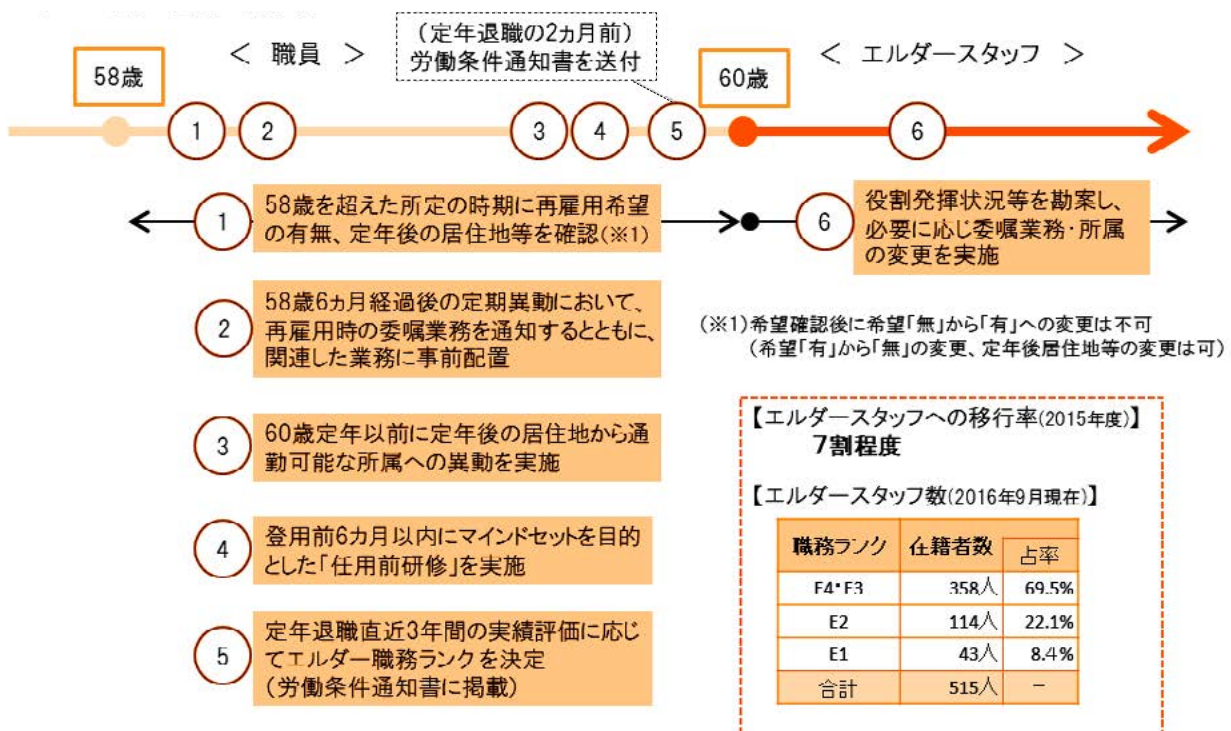 (定年退職の2ヵ月前)
労働条件通知書を送付
< 職員 >
< エルダースタッフ >
58歳
60歳
1
2
3
4
5
6
1
58歳を超えた所定の時期に再雇用希望
の有無、定年後の居住地等を確認(※1)
6
役割発揮状況等を勘案し、
必要に応じ委嘱業務・所属
の変更を実施
2
58歳6ヵ月経過後の定期異動において、
再雇用時の委嘱業務を通知するとともに、
関連した業務に事前配置
(※1)希望確認後に希望「無」から「有」への変更は不可
(希望「有」から「無」の変更、定年後居住地等の変更は可)
3
60歳定年以前に定年後の居住地から通
勤可能な所属への異動を実施
4
登用前6カ月以内にマインドセットを目的
とした「任用前研修」を実施
5
定年退職直近3年間の実績評価に応じ
てエルダー職務ランクを決定
(労働条件通知書に掲載)
【エルダースタッフへの移行率(2015年度)】
7割程度
【エルダースタッフ数(2016年9月現在)】
職務ランク 在籍者数 占率
E4・E3 358人 69.5%
E2 114人 22.1%
E1 43人 8.4%
合計 515人 −